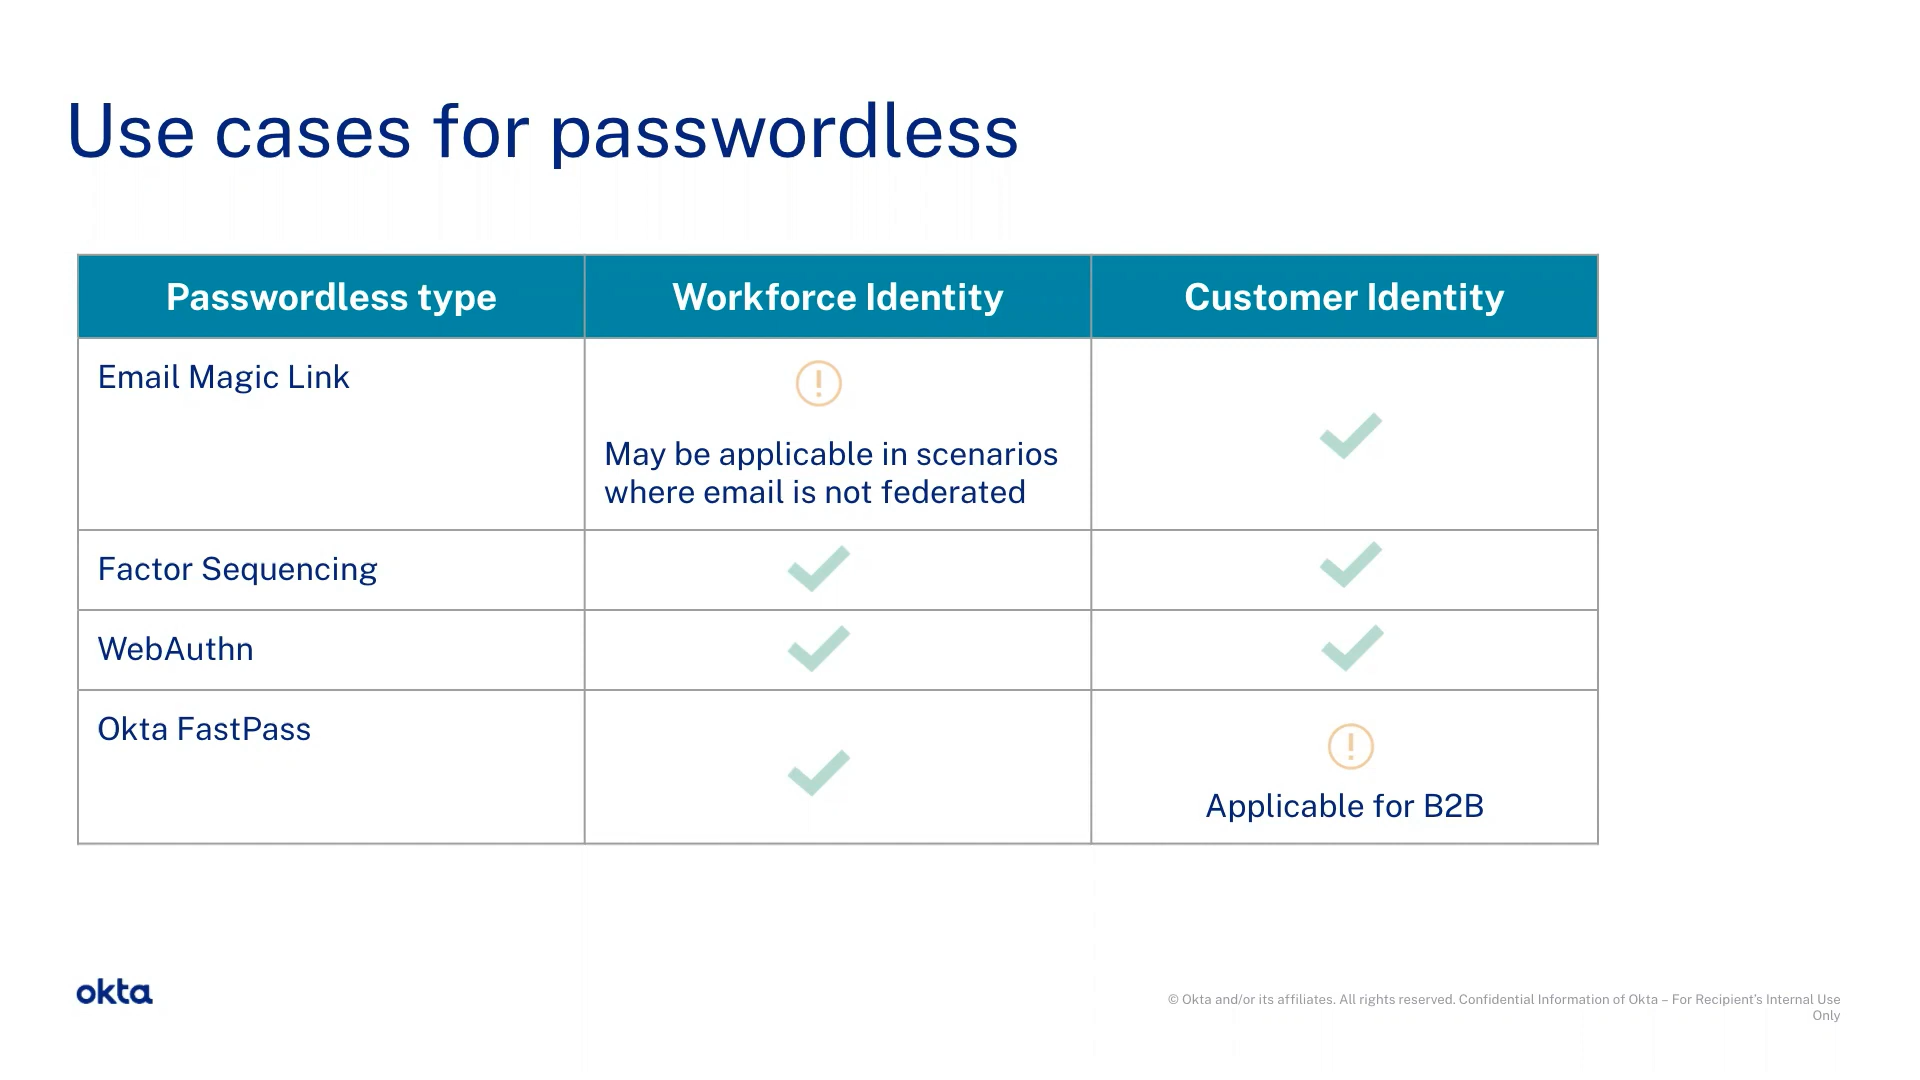 Use cases for passwordless
Passwordless type
Workforce Identity
Customer Identity
Email Magic Link
May be applicable in scenarios
where email is not federated
Factor Sequencing
WebAuthn
Okta FastPass
Applicable for B2B
okta
© Okta and/or its affiliates. All rights reserved. Confidential Information of Okta – For Recipient’s Internal Use
Only